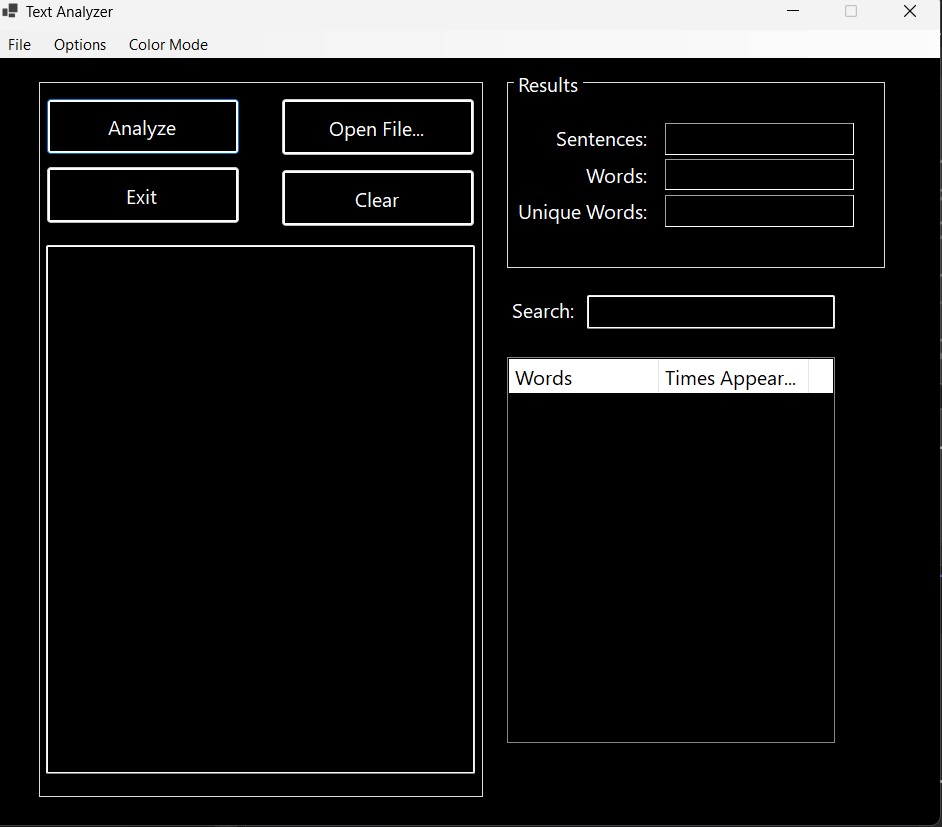 Text Analyzer
File Options Color Mode
Analyze
Open File...
Exit
Clear
Results
Sentences:
Words:
Unique Words:
Search:
Words Times Appear...